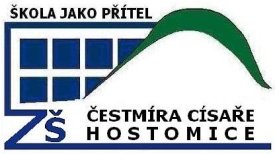 ŠKOLA JAKO PŘÍTEL
ZŠ ČESTMÍRA CÍSAŘE
HOSTOMICE